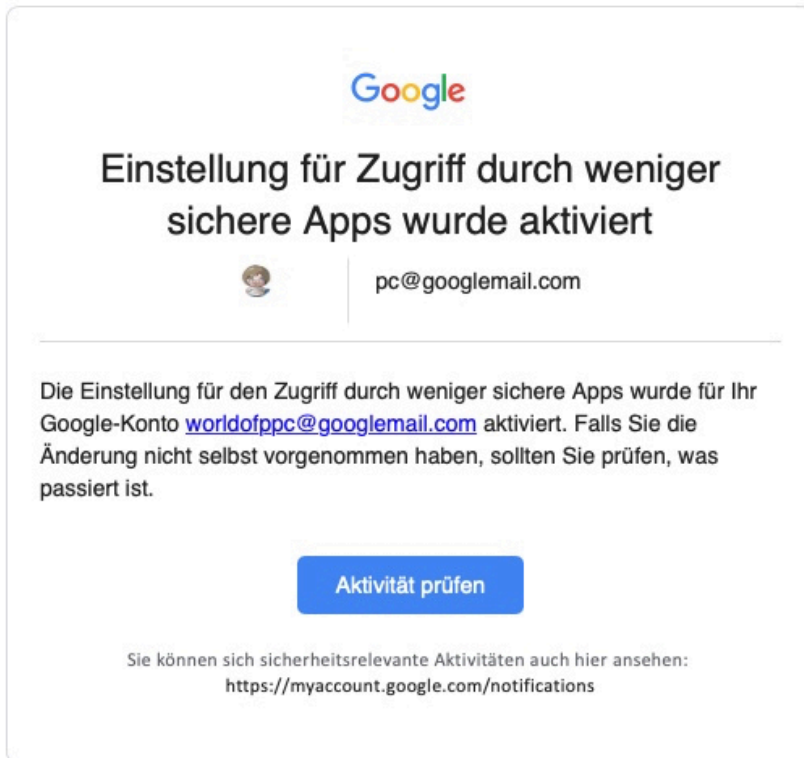 Google
Einstellung für Zugriff durch weniger
sichere Apps wurde aktiviert
pc@googlemail.com
Die Einstellung für den Zugriff durch weniger sichere Apps wurde für Ihr
Google-Konto worldofppc@googlemail.com aktiviert. Falls Sie die
Änderung nicht selbst vorgenommen haben, sollten Sie prüfen, was
passiert ist.
Aktivität prüfen
Sie können sich sicherheitsrelevante Aktivitäten auch hier ansehen:
https://myaccount.google.com/notifications